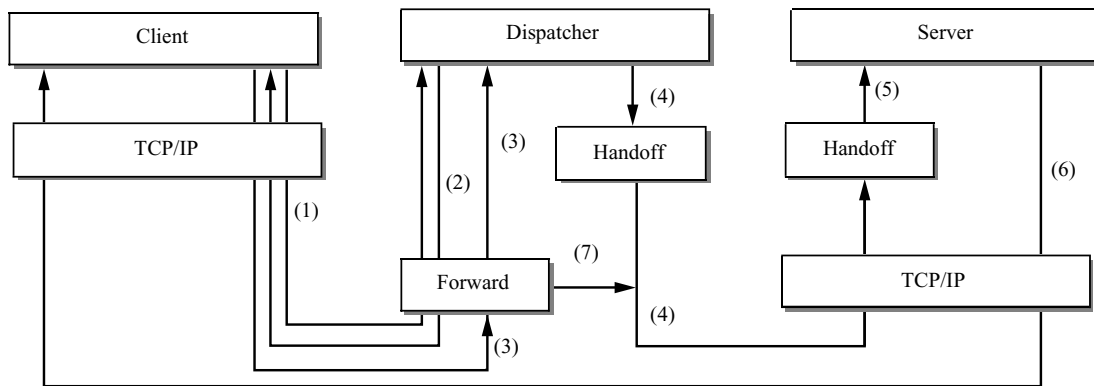 Client
Dispatcher
Server
(4)
(5)
TCP/IP
(3)
Handoff
Handoff
(2)
(6)
(1)
(7)
Forward
TCP/IP
(4)
(3)